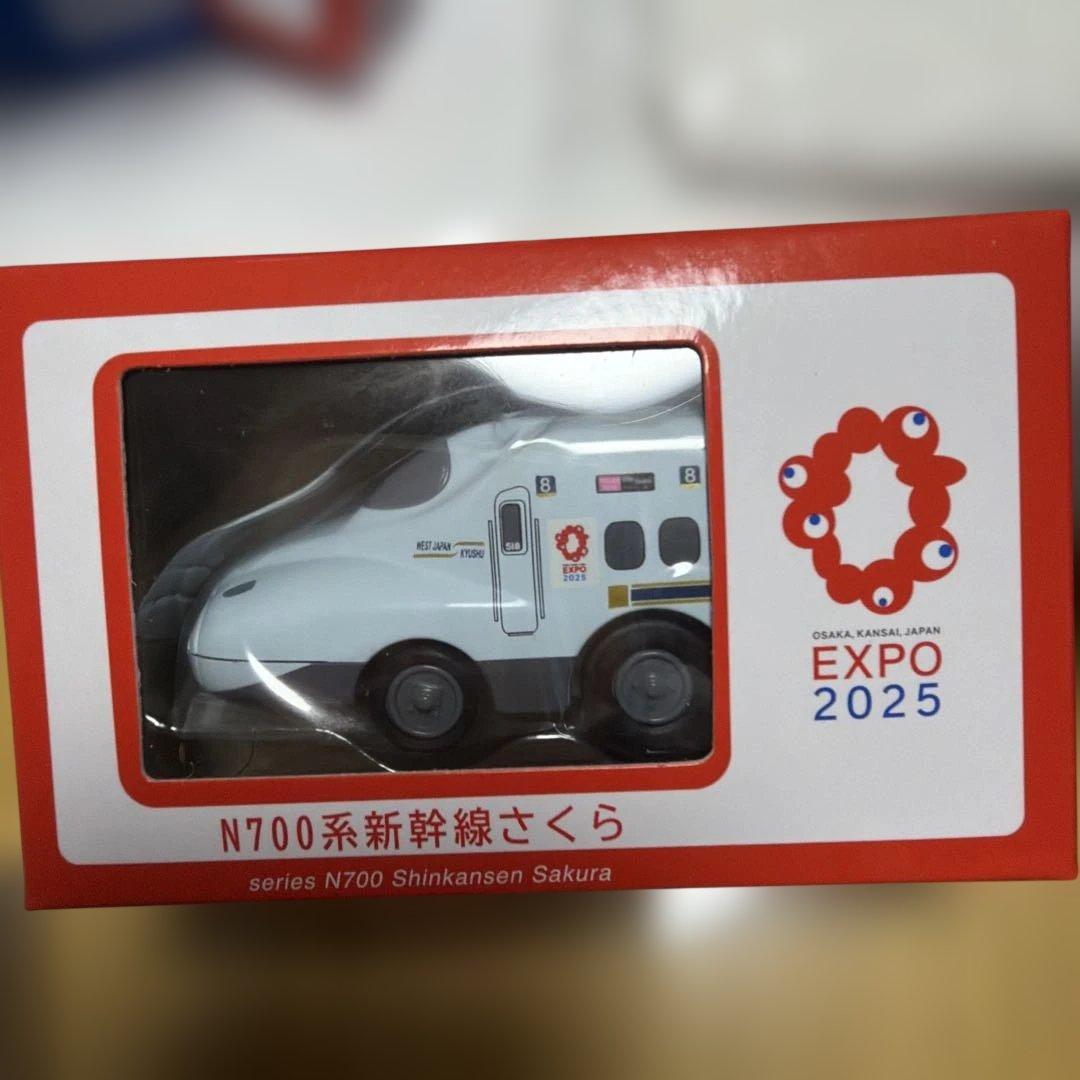 8
8
518
WEST JAPAN
KYUSHU
EXPO
2025
OSAKA, KANSAI, JAPAN
EXPO
2025
N700系新幹線さくら
series N700 Shinkansen Sakura